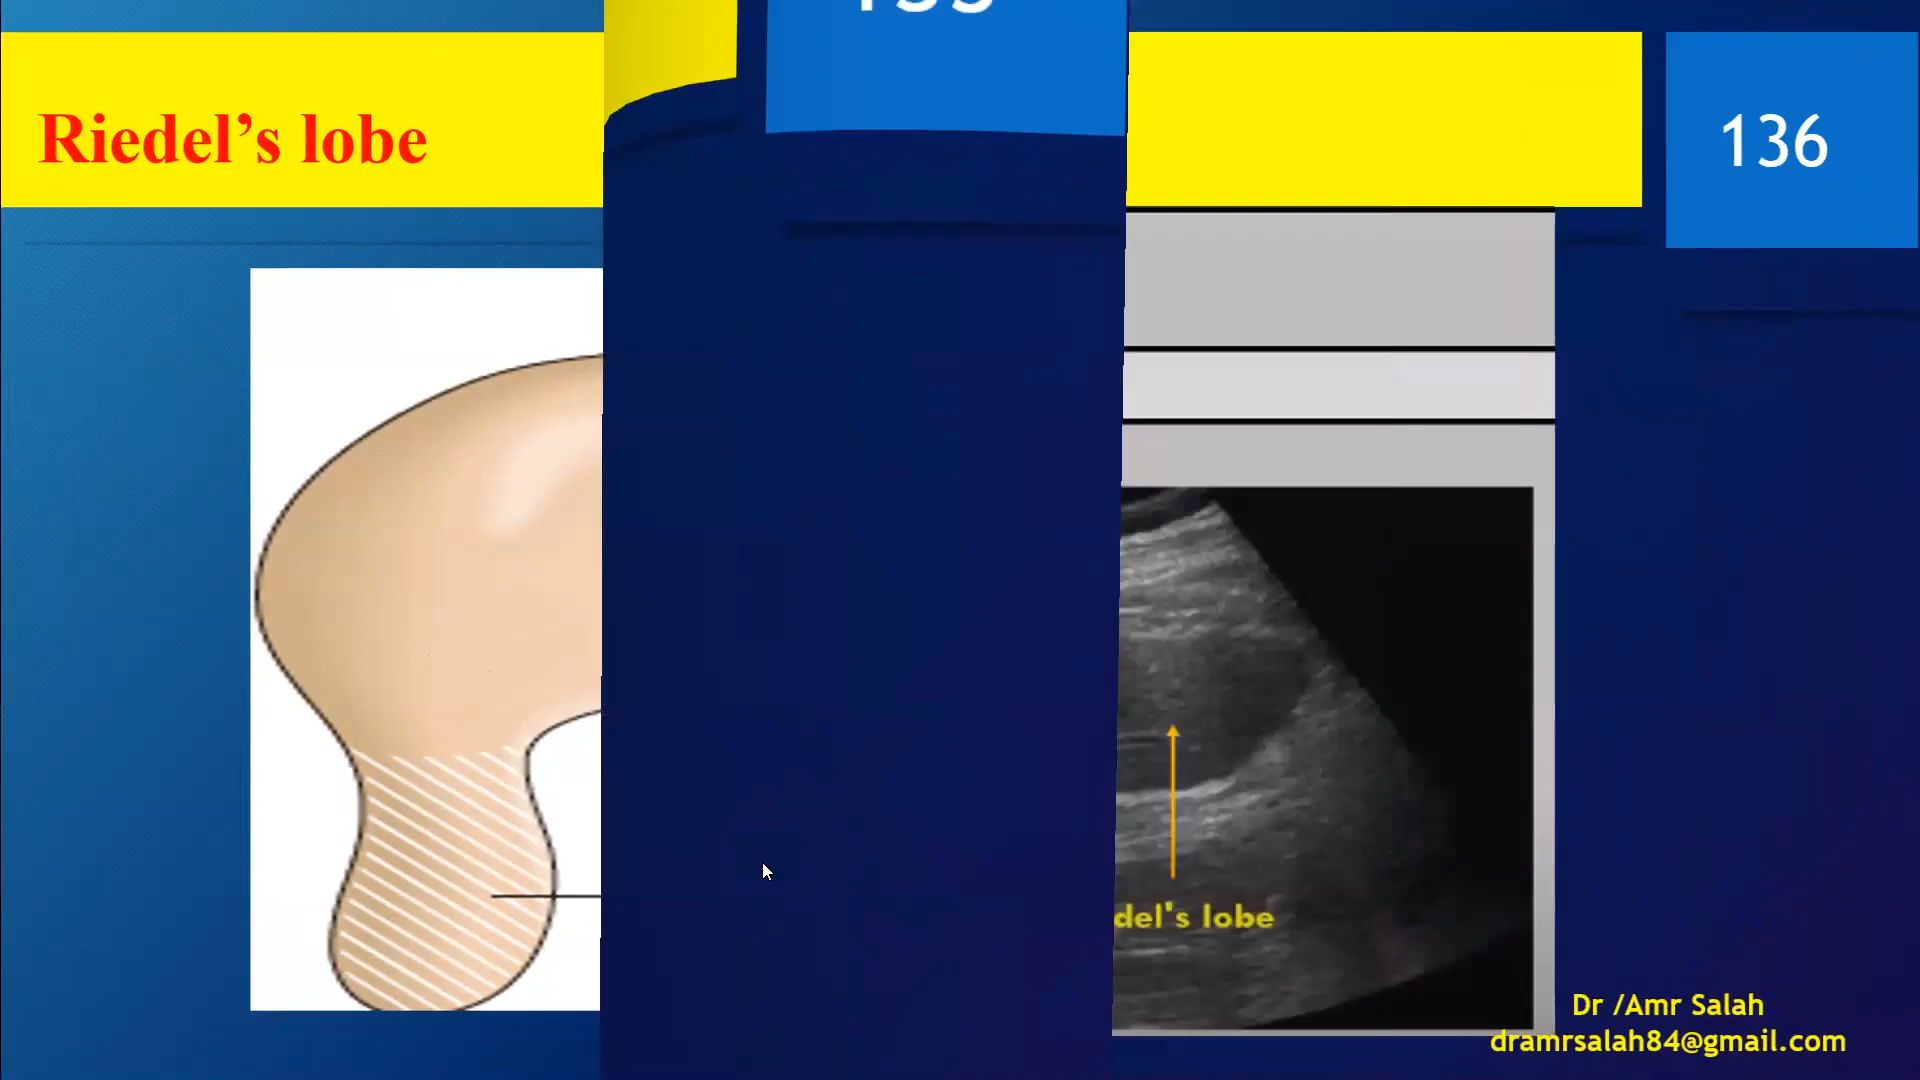 Riedel’s lobe
136
del's lobe
Dr /Amr Salah
dramrsalah84@gmail.com